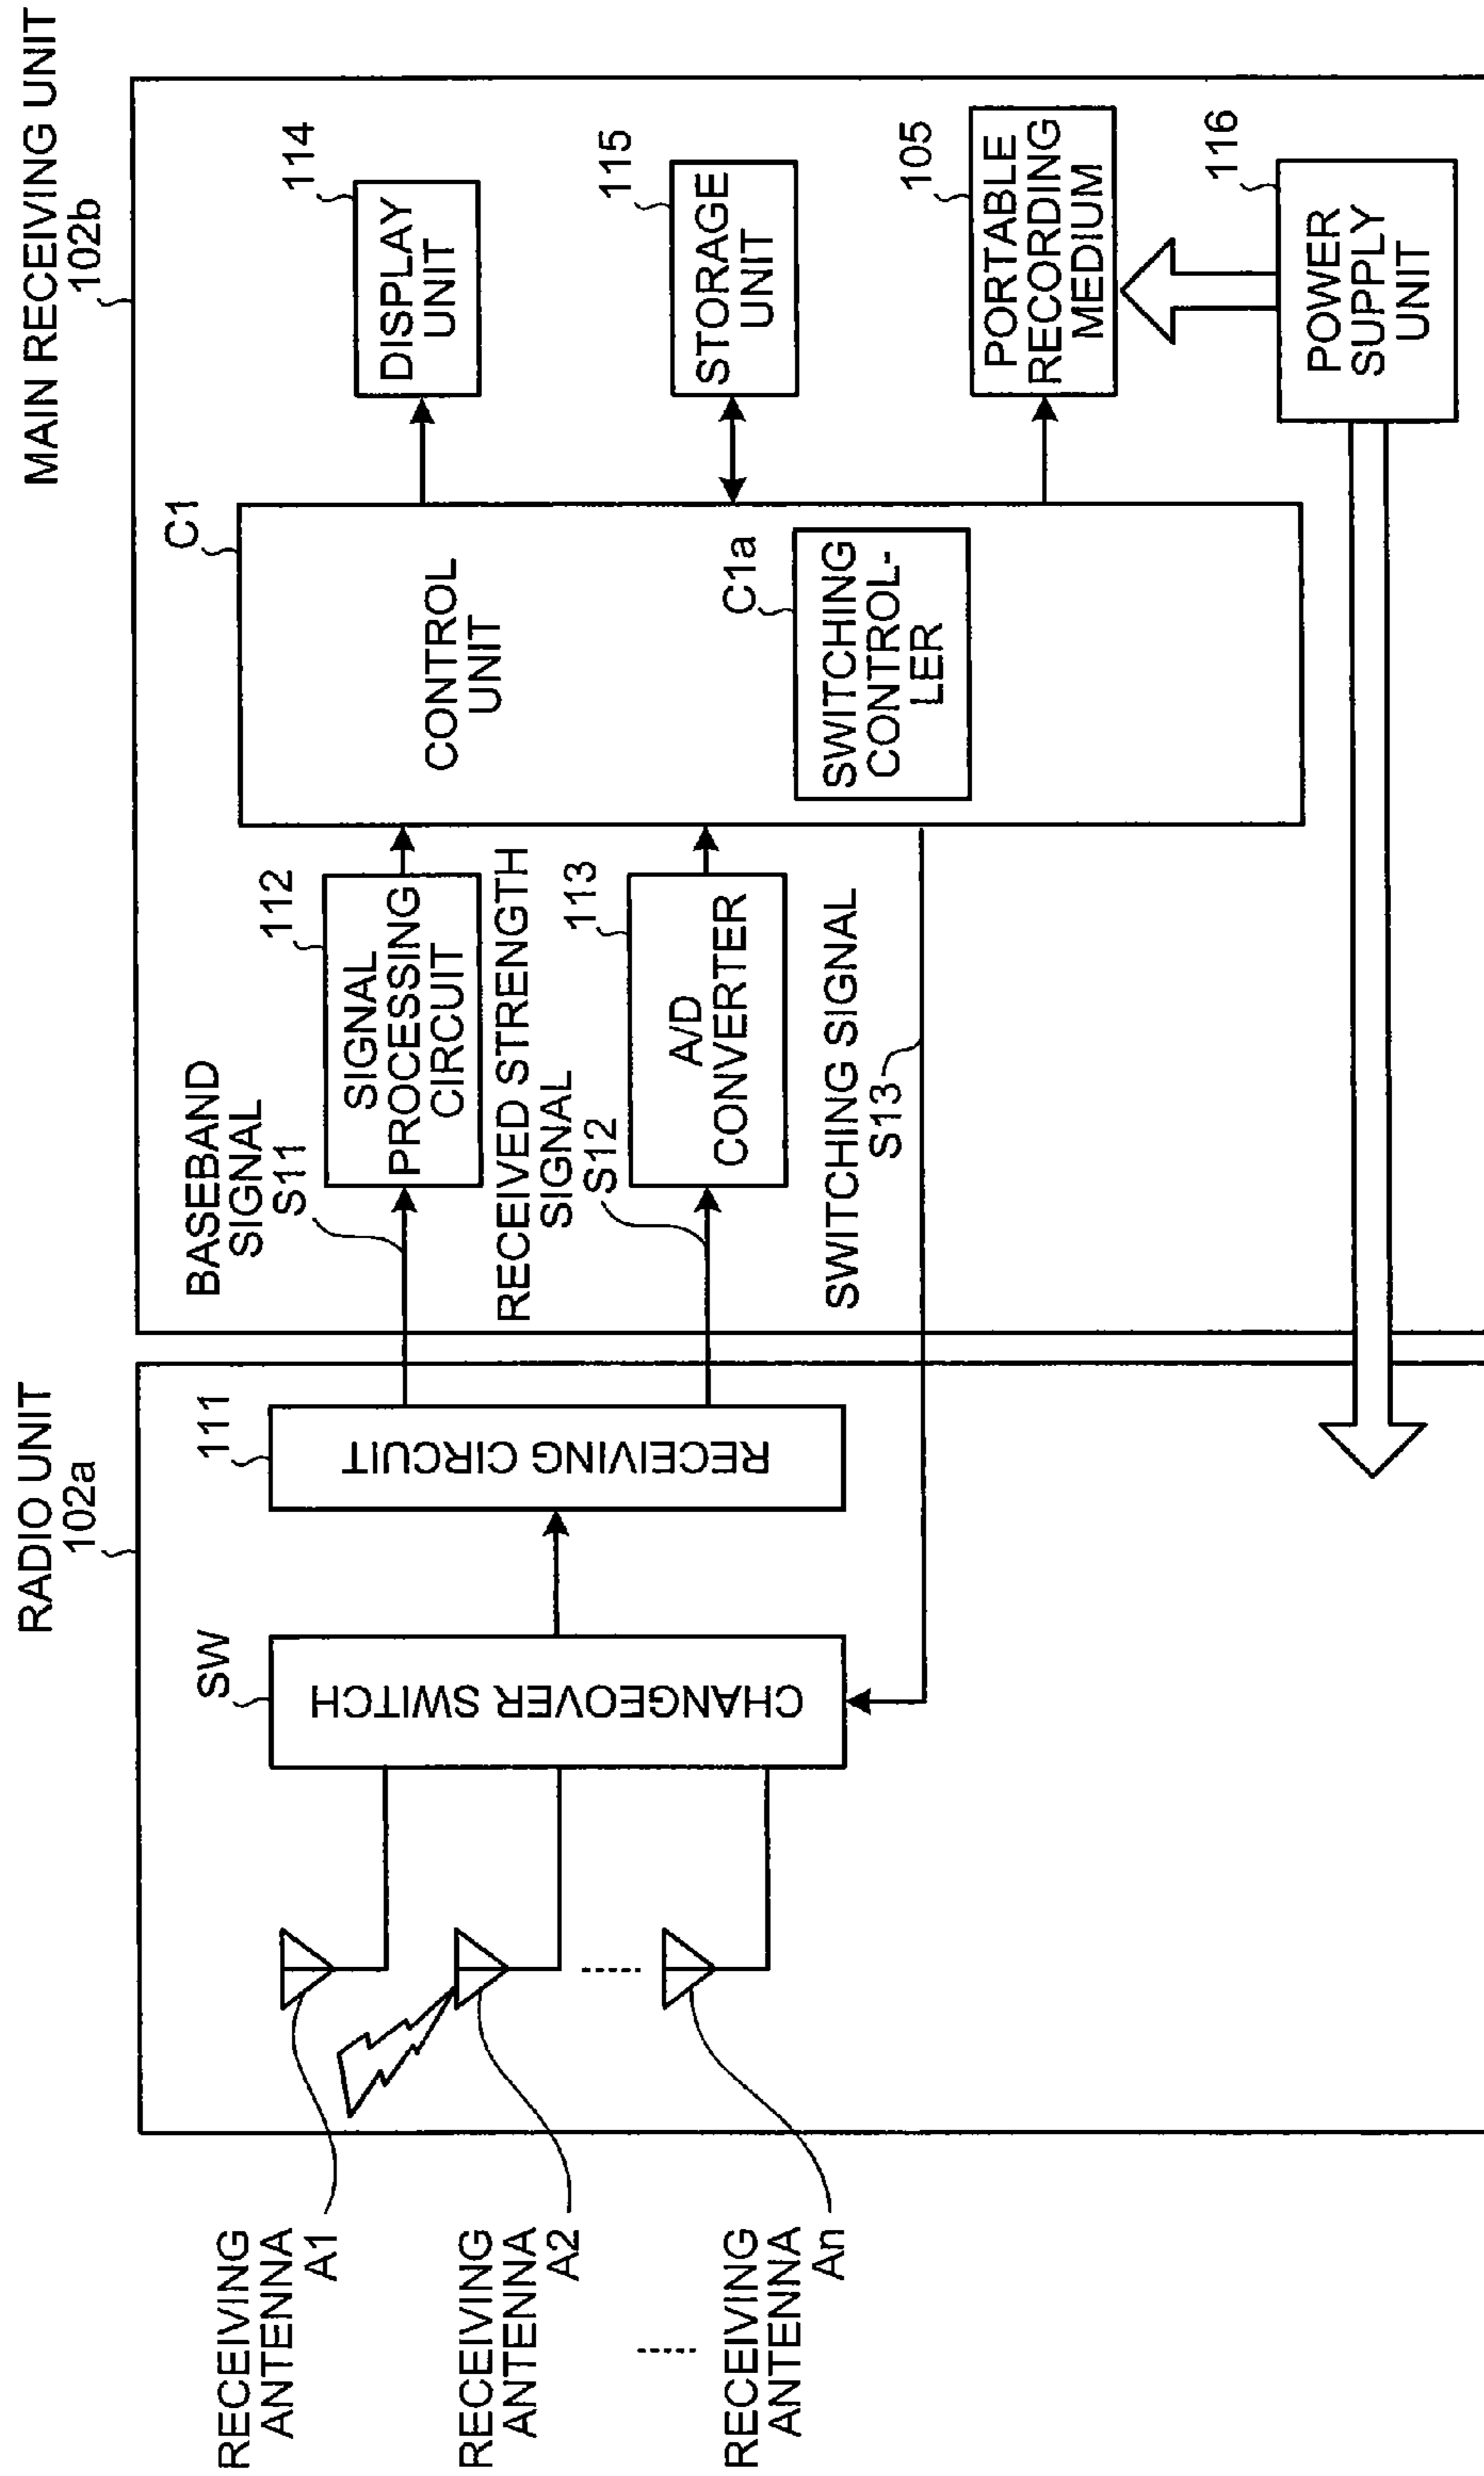 MAIN RECEIVING UNIT
102b
RADIO UNIT
102a
RECEIVING
ANTENNA
A1
RECEIVING
ANTENNA
A2
RECEIVING
ANTENNA
An
SW
CHANGEOVER SWITCH
111
RECEIVING CIRCUIT
BASEBAND
SIGNAL
S11
112
SIGNAL
PROCESSING
CIRCUIT
RECEIVED STRENGTH
SIGNAL
S12
113
A/D
CONVERTER
SWITCHING SIGNAL
S13
C1
CONTROL
UNIT
C1a
SWITCHING
CONTROL-
LER
114
DISPLAY
UNIT
115
STORAGE
UNIT
105
PORTABLE
RECORDING
MEDIUM
116
POWER
SUPPLY
UNIT